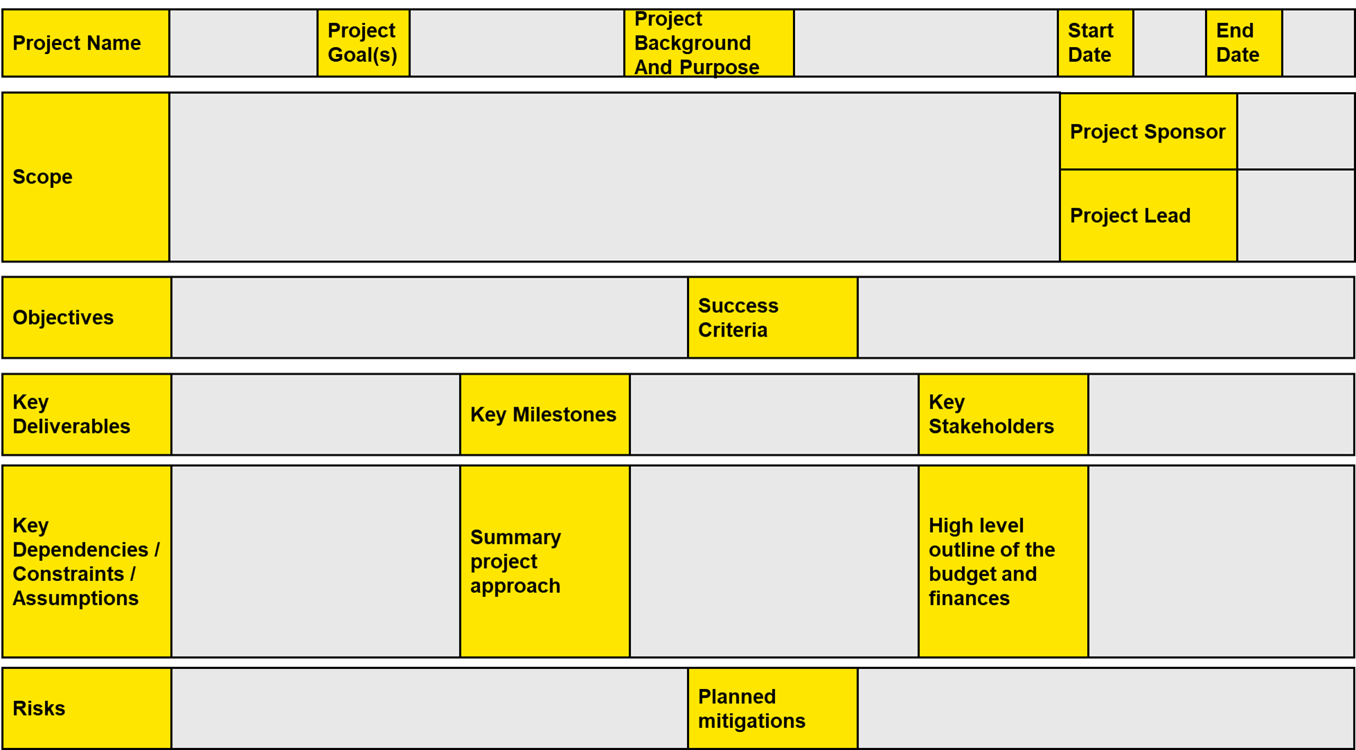 Project Name
Project
Goal(s)
Project
Background
And Purpose
Start
Date
End
Date
Scope
Project Sponsor
Project Lead
Objectives
Success
Criteria
Key
Deliverables
Key Milestones
Key
Stakeholders
Key
Dependencies /
Constraints /
Assumptions
Summary
project
approach
High level
outline of the
budget and
finances
Risks
Planned
mitigations